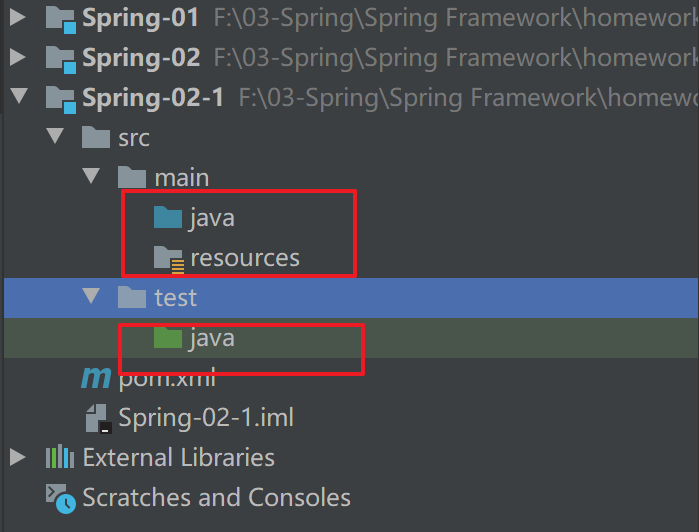 Spring-01 F:\03-Spring\Spring Framework\homework
Spring-02 F:\03-Spring\Spring Framework\homework
Spring-02-1 F:\03-Spring\Spring Framework\homew
src
main
java
resources
test
java
pom.xml
Spring-02-1.iml
External Libraries
Scratches and Consoles